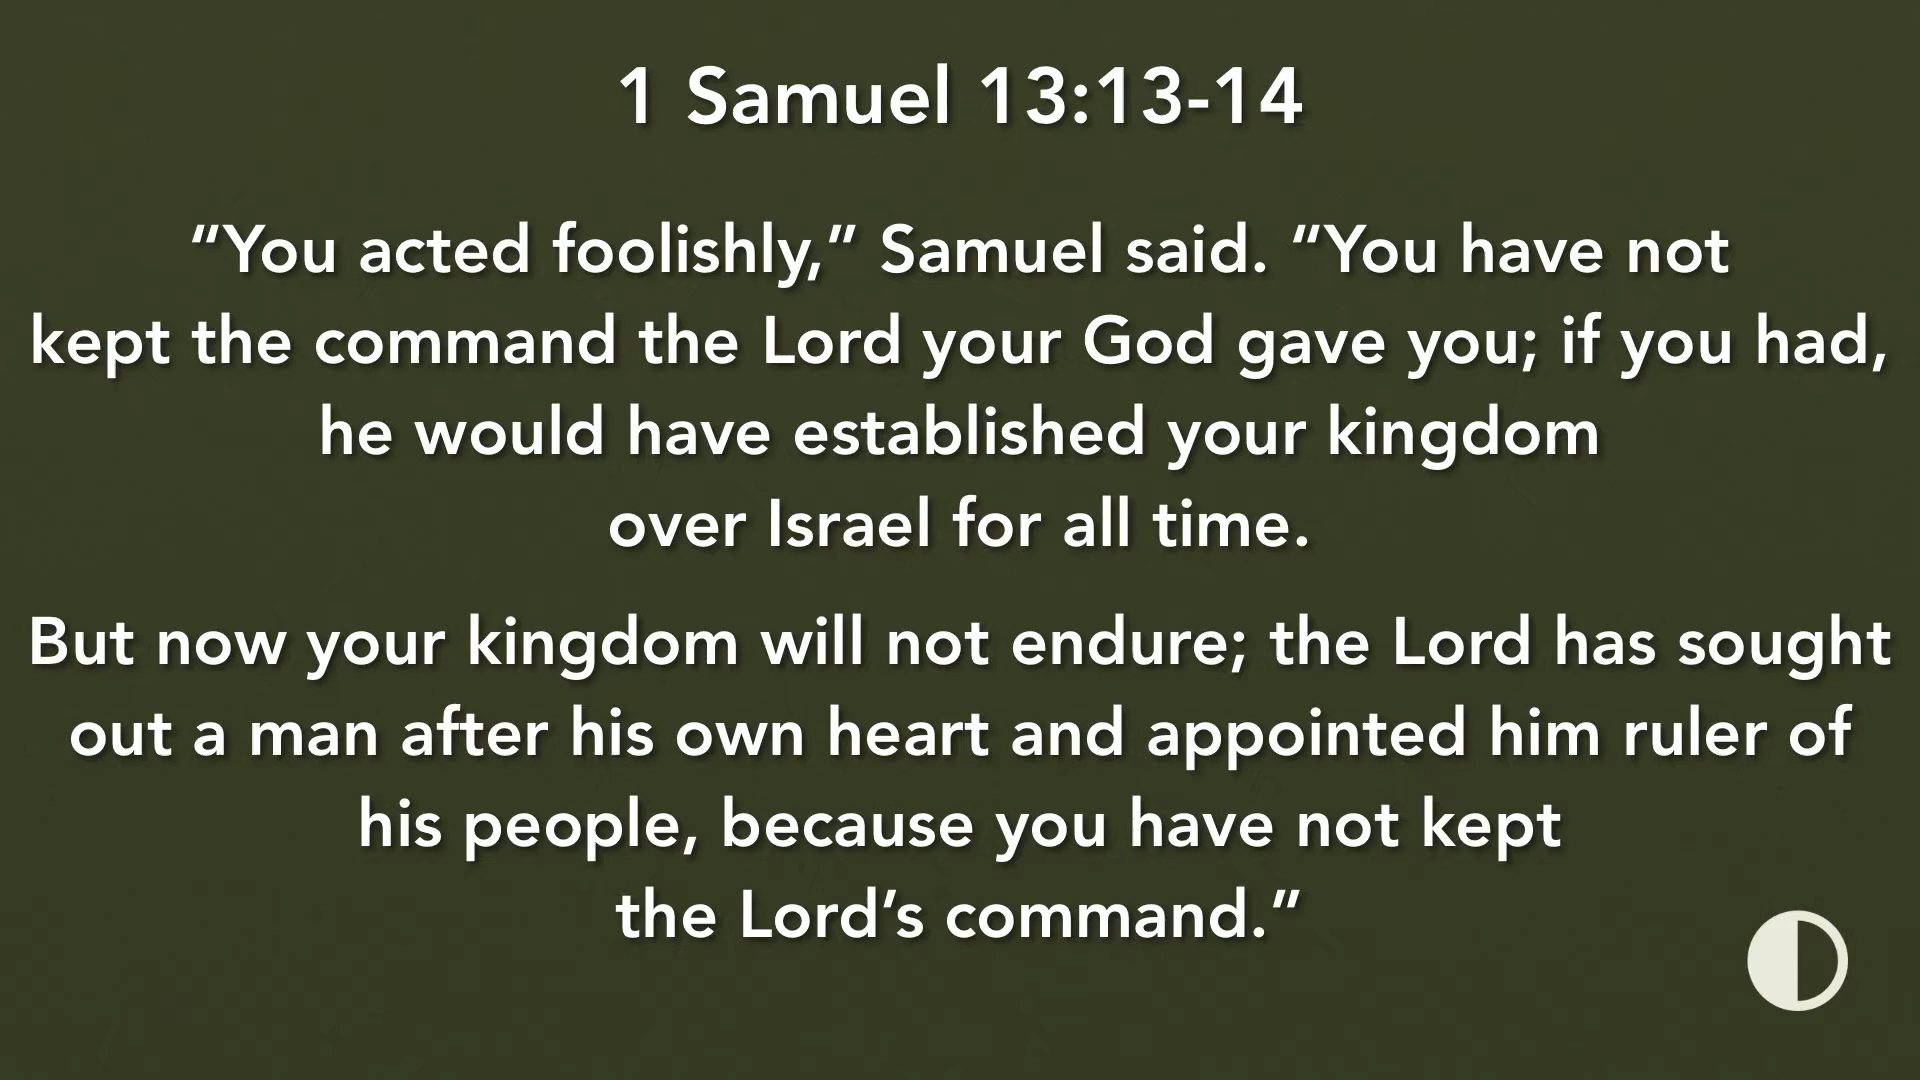 1 Samuel 13:13-14
“You acted foolishly,” Samuel said. “You have not
kept the command the Lord your God gave you; if you had,
he would have established your kingdom
over Israel for all time.
But now your kingdom will not endure; the Lord has sought
out a man after his own heart and appointed him ruler of
his people, because you have not kept
the Lord’s command.”